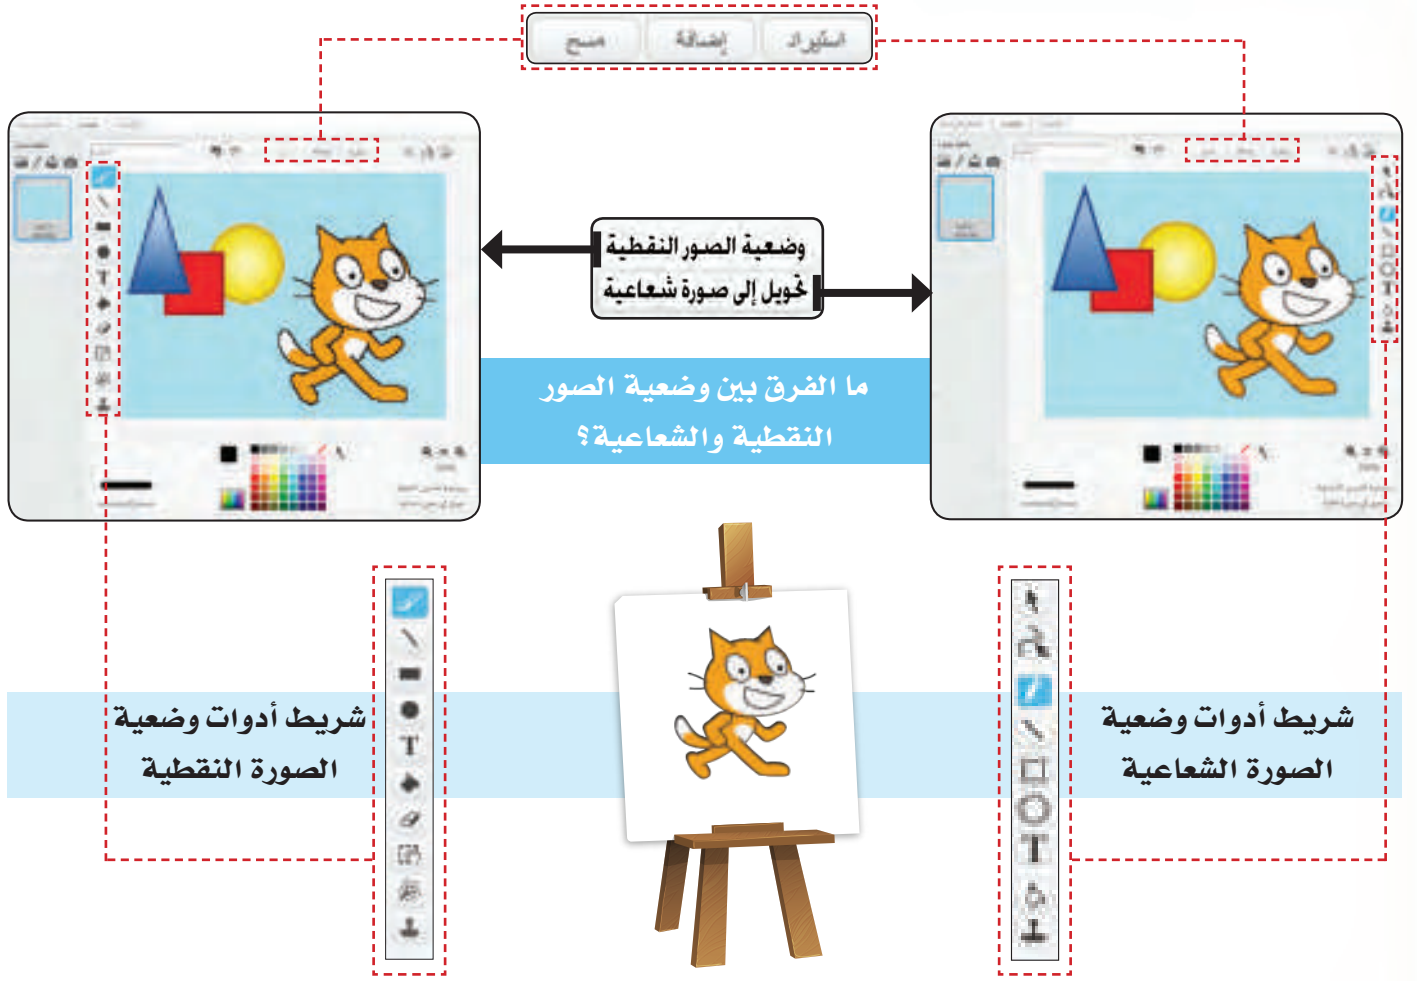 استيراد إضافة مسح
وضعية الصور النقطية
تحويل إلى صورة شعاعية
ما الفرق بين وضعية الصور
النقطية والشعاعية؟
شريط أدوات وضعية
الصورة الشعاعية
شريط أدوات وضعية
الصورة النقطية
T
T